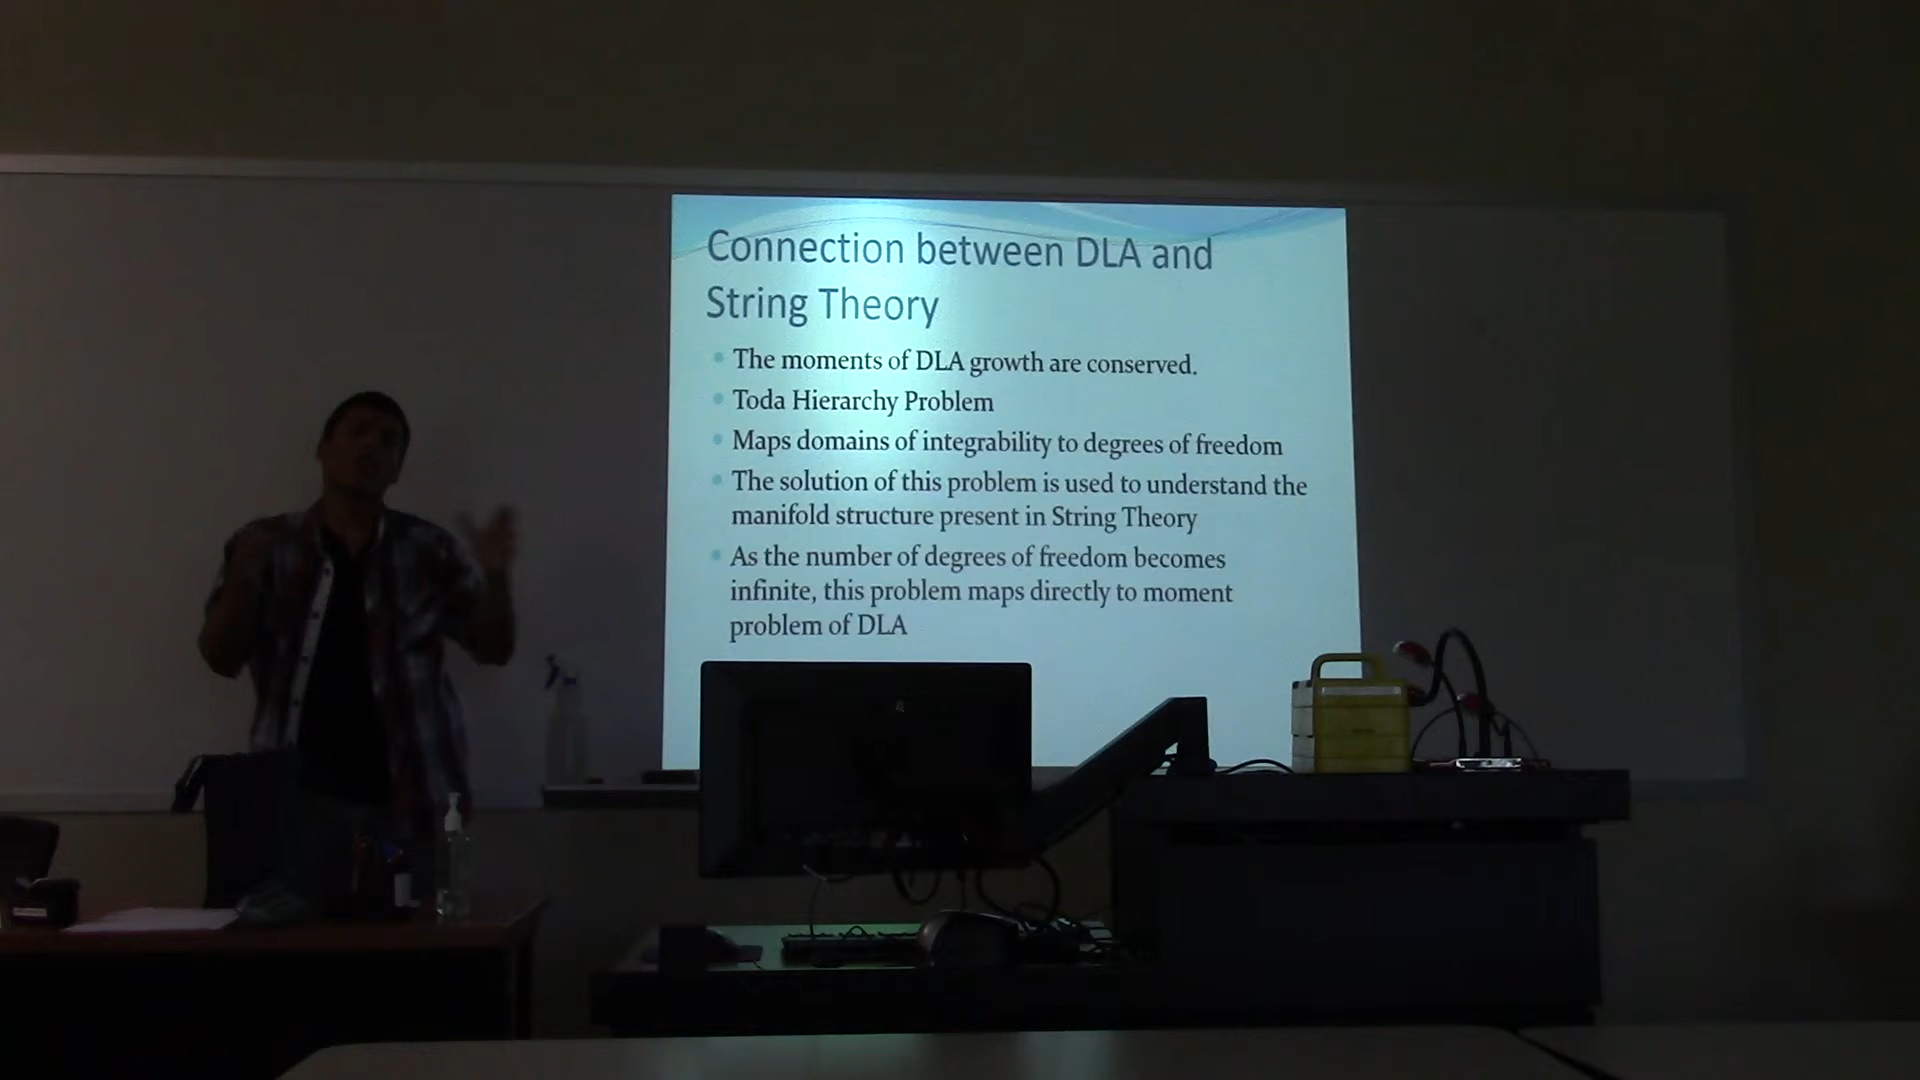 Connection between DLA and
String Theory
The moments of DLA growth are conserved.
Toda Hierarchy Problem
Maps domains of integrability to degrees of freedom
The solution of this problem is used to understand the
manifold structure present in String Theory
As the number of degrees of freedom becomes
infinite, this problem maps directly to moment
problem of DLA